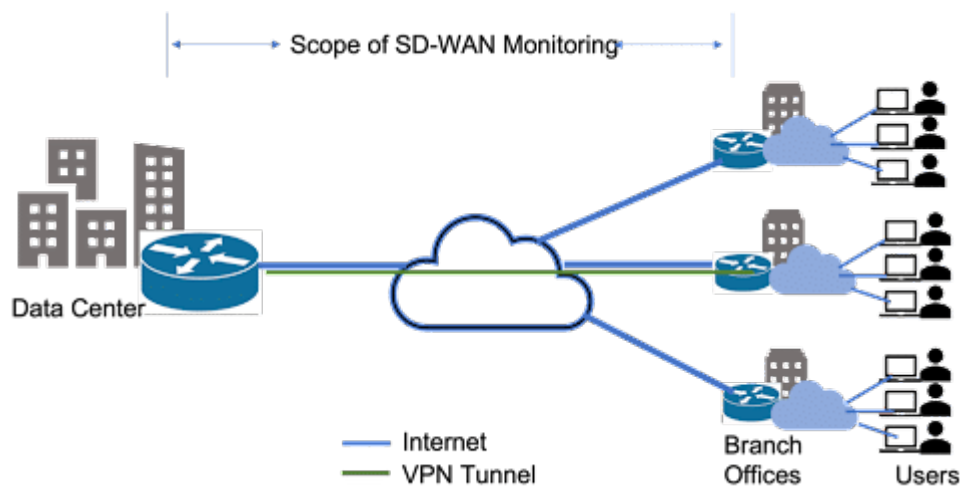 Scope of SD-WAN Monitoring
Data Center
Internet
VPN Tunnel
Branch
Offices
Users